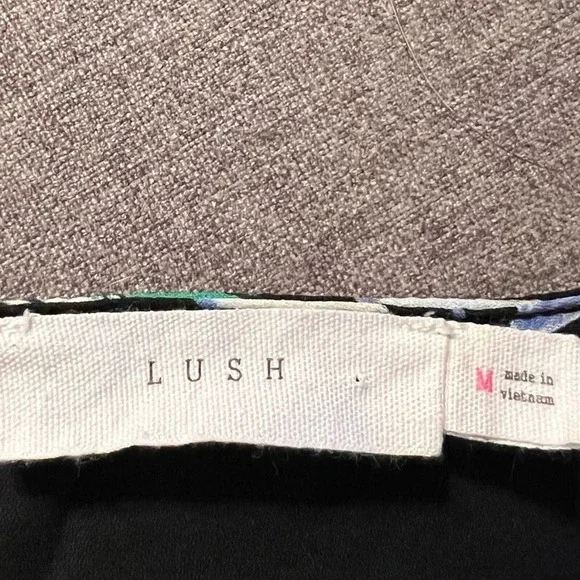 LUSH .
M
made in
vietnam